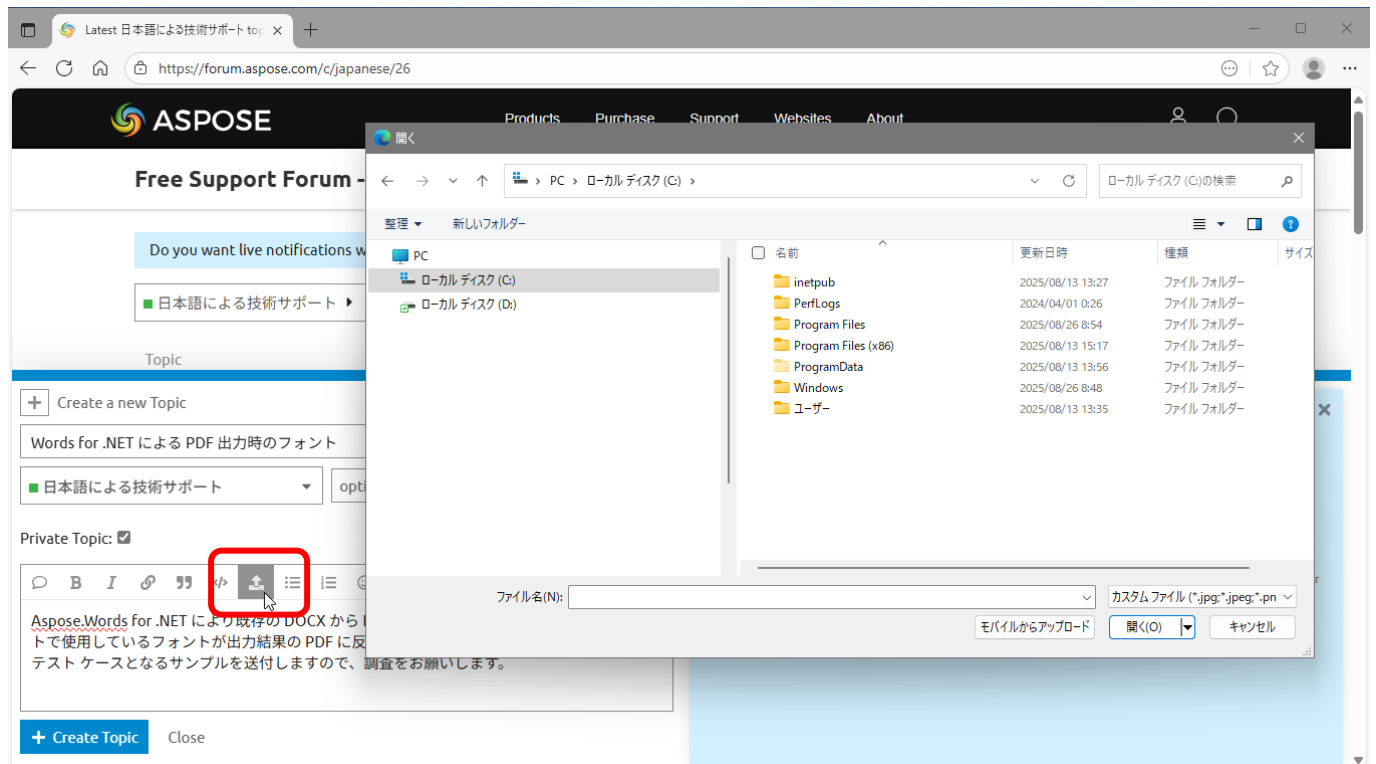 Latest 日本語による技術サポート top
https://forum.aspose.com/c/japanese/26
ASPOSE
Products Purchase Support Websites About
Free Support Forum -
Do you want live notifications w
日本語による技術サポート
Topic
Create a new Topic
Words for .NET による PDF 出力時のフォント
日本語による技術サポート
opti
Private Topic:
Aspose.Words for .NET により既存の DOCX から
トで使用しているフォントが出力結果の PDF に反
テスト ケースとなるサンプルを送付しますので、調査をお願いします。
Create Topic Close
開く
PC ローカル ディスク (C:)
ローカル ディスク (C:)の検索
整理 新しいフォルダー
PC
ローカル ディスク (C:)
ローカル ディスク (D:)
名前 更新日時 種類 サイズ
inetpub 2025/08/13 13:27 ファイル フォルダー
PerfLogs 2024/04/01 0:26 ファイル フォルダー
Program Files 2025/08/26 8:54 ファイル フォルダー
Program Files (x86) 2025/08/13 15:17 ファイル フォルダー
ProgramData 2025/08/13 13:56 ファイル フォルダー
Windows 2025/08/26 8:48 ファイル フォルダー
ユーザー 2025/08/13 13:35 ファイル フォルダー
ファイル名(N):
カスタム ファイル (*.jpg;*.jpeg;*.pn
モバイルからアップロード 開く(O) キャンセル